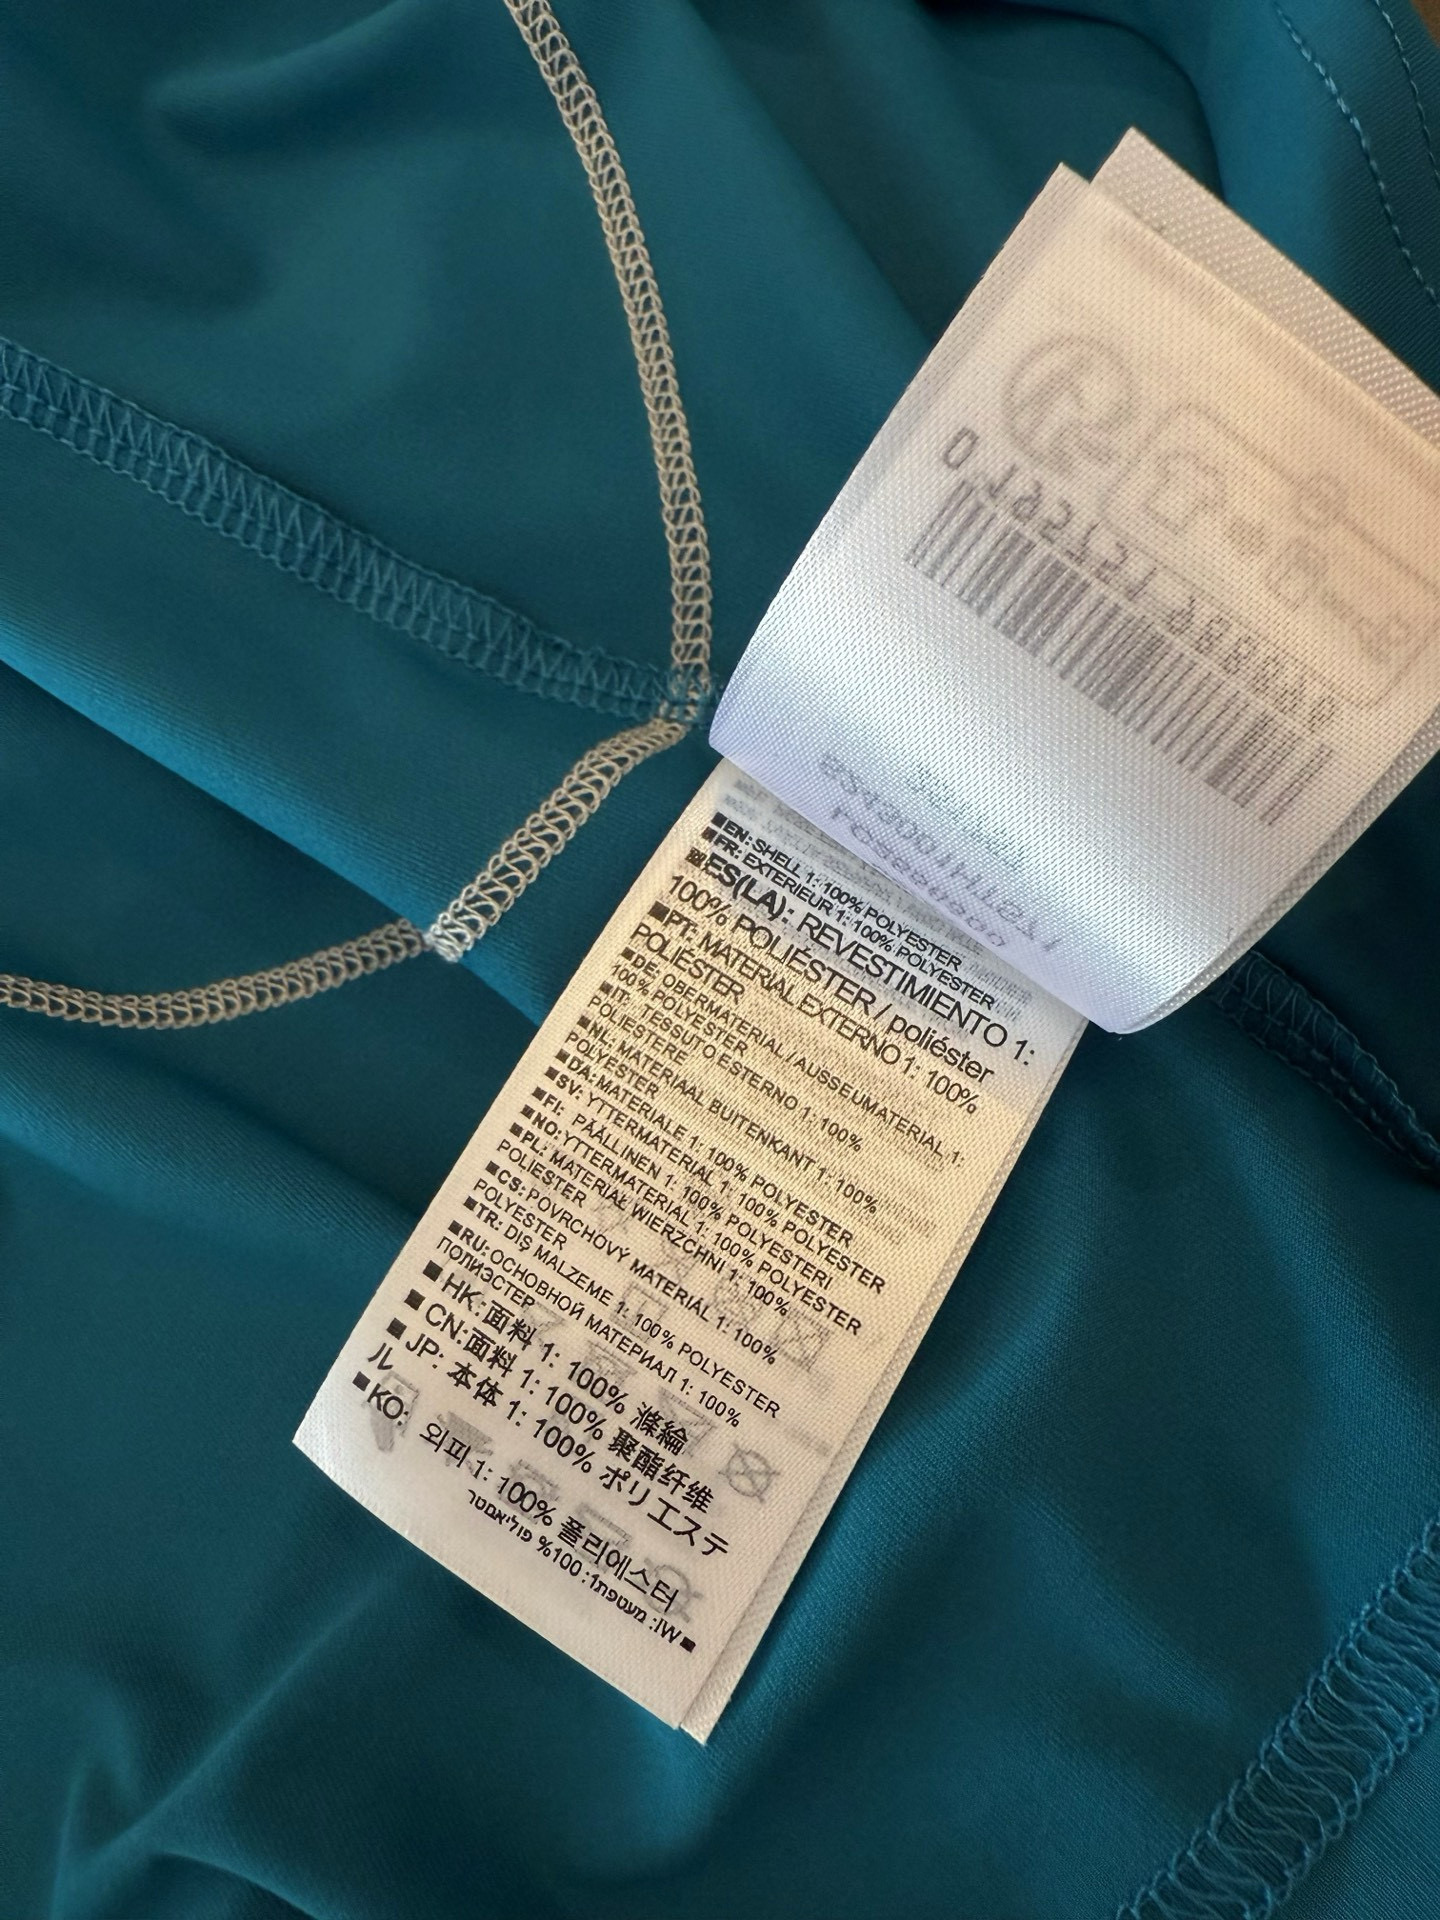 ■EN: SHELL 1: 100% POLYESTER
■FR: EXTERIEUR 1: 100% POLYESTER
■ES(LA): REVESTIMIENTO 1:
100% POLIÉSTER / poliéster
■PT: MATERIAL EXTERNO 1: 100%
POLIÉSTER
■DE: OBERMATERIAL / AUSSEUMATERIAL 1:
100% POLYESTER
■IT: TESSUTO ESTERNO 1: 100%
OLIESTERE
■NL: MATERIAAL BUITENKANT 1: 100%
POLYESTER
■DA: MATERIALE 1: 100% POLYESTER
■SV: YTTERMATERIAL 1: 100% POLYESTER
■FI: PÄÄLLINEN 1: 100% POLYESTERI
■NO: YTTERMATERIAL 1: 100% POLYESTER
■PL: MATERIAŁ WIERZCHNI 1: 100%
POLIESTER
■CS: POVRCHOVÝ MATERIÁL 1: 100%
POLYESTER
■TR: DIŞ MALZEME 1: 100% POLYESTER
■RU: ОСНОВНОЙ МАТЕРИАЛ 1: 100%
ПОЛИЭСТЕР
■HK: 面料 1: 100% 滌綸
■CN: 面料 1: 100% 聚酯纤维
■JP: 本体 1: 100% ポリエステ
ル
■KO: 외피 1: 100% 폴리에스터
■IW: מעטפת1: 100% פוליאסטר